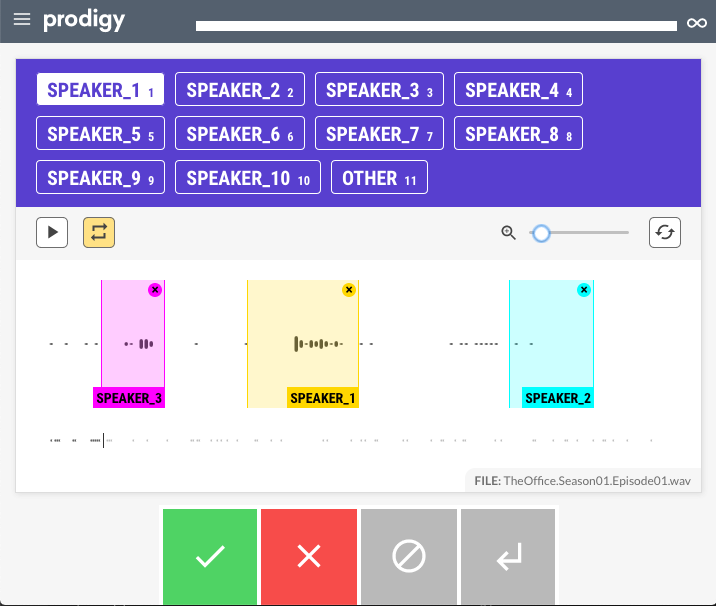 prodigy
SPEAKER_1 1 SPEAKER_2 2 SPEAKER_3 3 SPEAKER_4 4
SPEAKER_5 5 SPEAKER_6 6 SPEAKER_7 7 SPEAKER_8 8
SPEAKER_9 9 SPEAKER_10 10 OTHER 11
SPEAKER_3 SPEAKER_1 SPEAKER_2
FILE: TheOffice.Season01.Episode01.wav